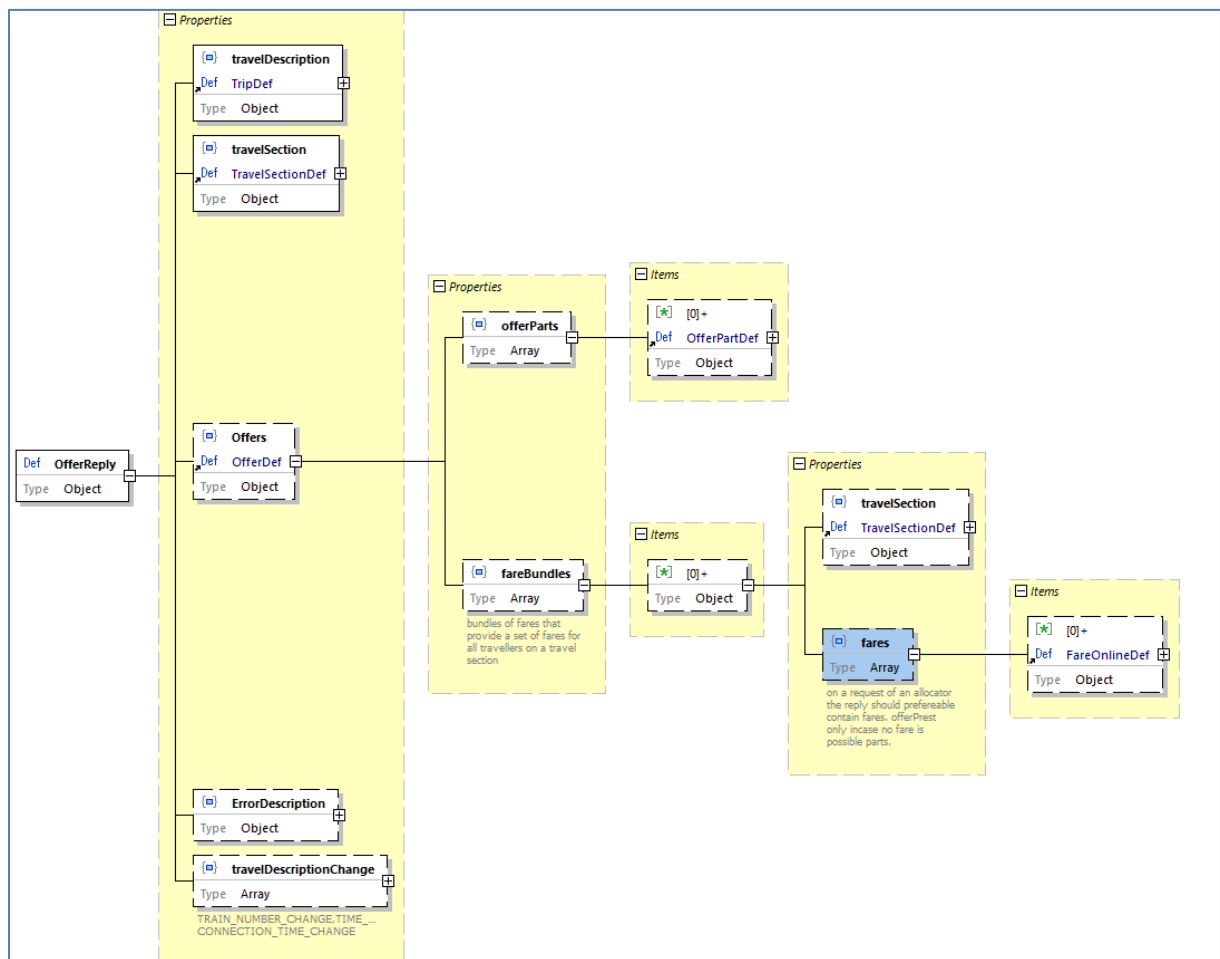 Properties
travelDescription
Def TripDef
Type Object
travelSection
Def TravelSectionDef
Type Object
Def OfferReply
Type Object
Offers
Def OfferDef
Type Object
Properties
offerParts
Type Array
Items
[0]+
Def OfferPartDef
Type Object
fareBundles
Type Array
bundles of fares that
provide a set of fares for
all travellers on a travel
section
Items
[0]+
Type Object
Properties
travelSection
Def TravelSectionDef
Type Object
fares
Type Array
on a request of an allocator
the reply should prefereable
contain fares. offerPrest
only incase no fare is
possible parts.
Items
[0]+
Def FareOnlineDef
Type Object
ErrorDescription
Type Object
travelDescriptionChange
Type Array
TRAIN_NUMBER_CHANGE,TIME_...
CONNECTION_TIME_CHANGE